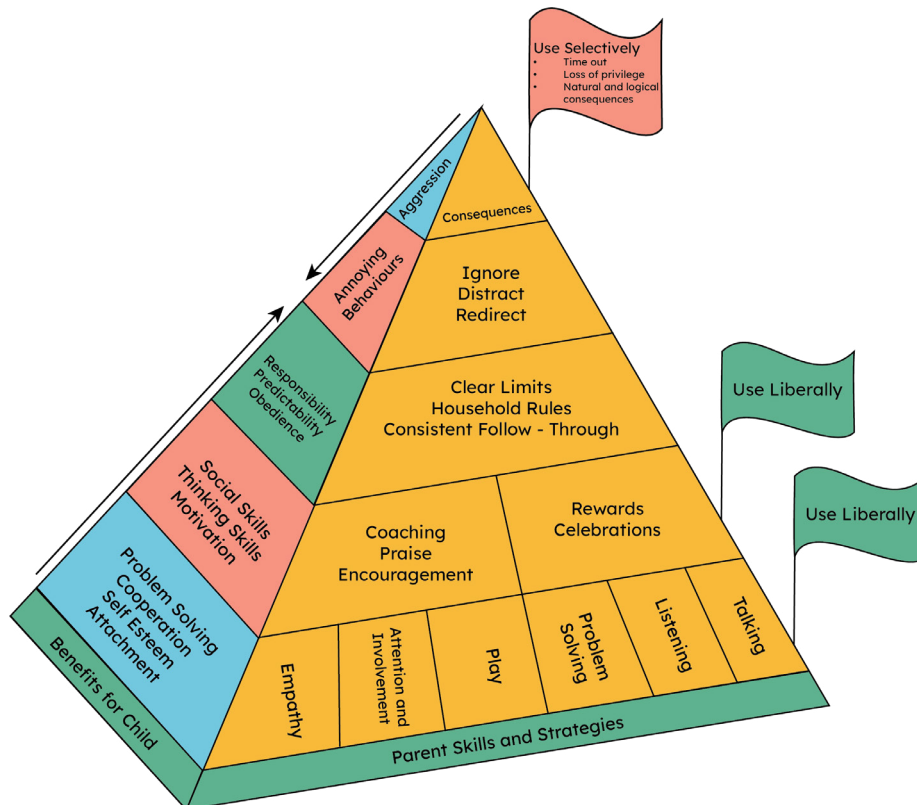 Use Selectively
• Time out
• Loss of privilege
• Natural and logical
consequences
Aggression
Consequences
Annoying
Behaviours
Ignore
Distract
Redirect
Responsibility
Predictability
Obedience
Clear Limits
Household Rules
Consistent Follow - Through
Use Liberally
Social Skills
Thinking Skills
Motivation
Coaching
Praise
Encouragement
Rewards
Celebrations
Use Liberally
Problem Solving
Cooperation
Self Esteem
Attachment
Empathy
Attention and
Involvement
Play
Problem
Solving
Listening
Talking
Benefits for Child
Parent Skills and Strategies